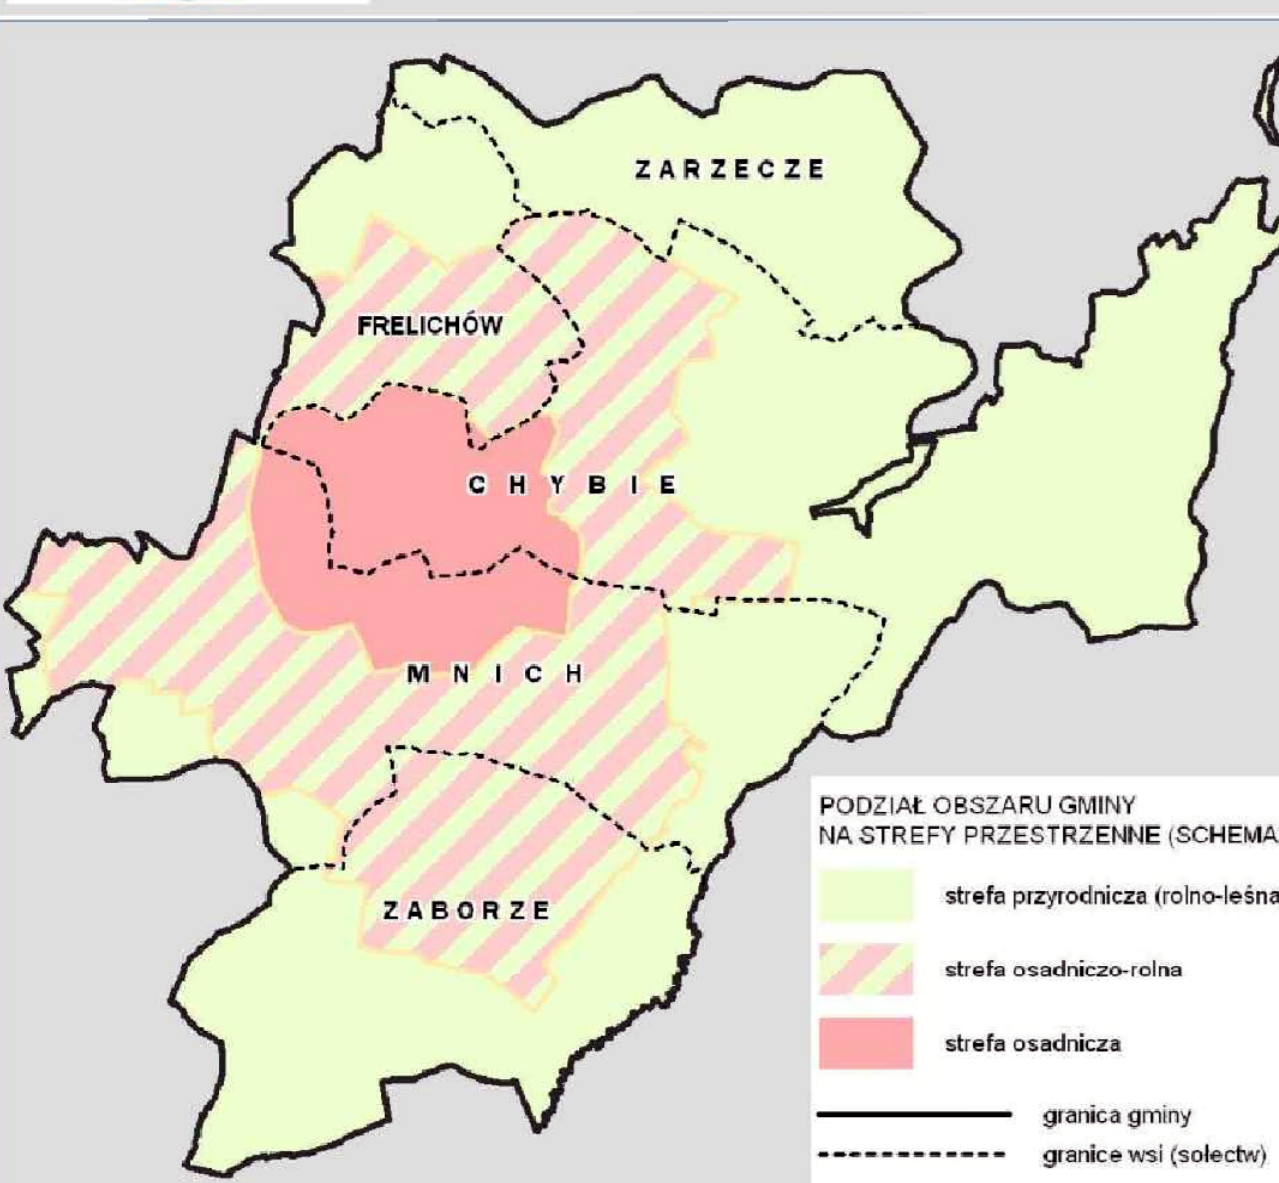 ZARZECZE
FRELICHÓW
CHYBIE
MNICH
ZABORZE
PODZIAŁ OBSZARU GMINY
NA STREFY PRZESTRZENNE (SCHEMA
strefa przyrodnicza (rolno-leśna
strefa osadniczo-rolna
strefa osadnicza
granica gminy
granice wsi (sołectw)